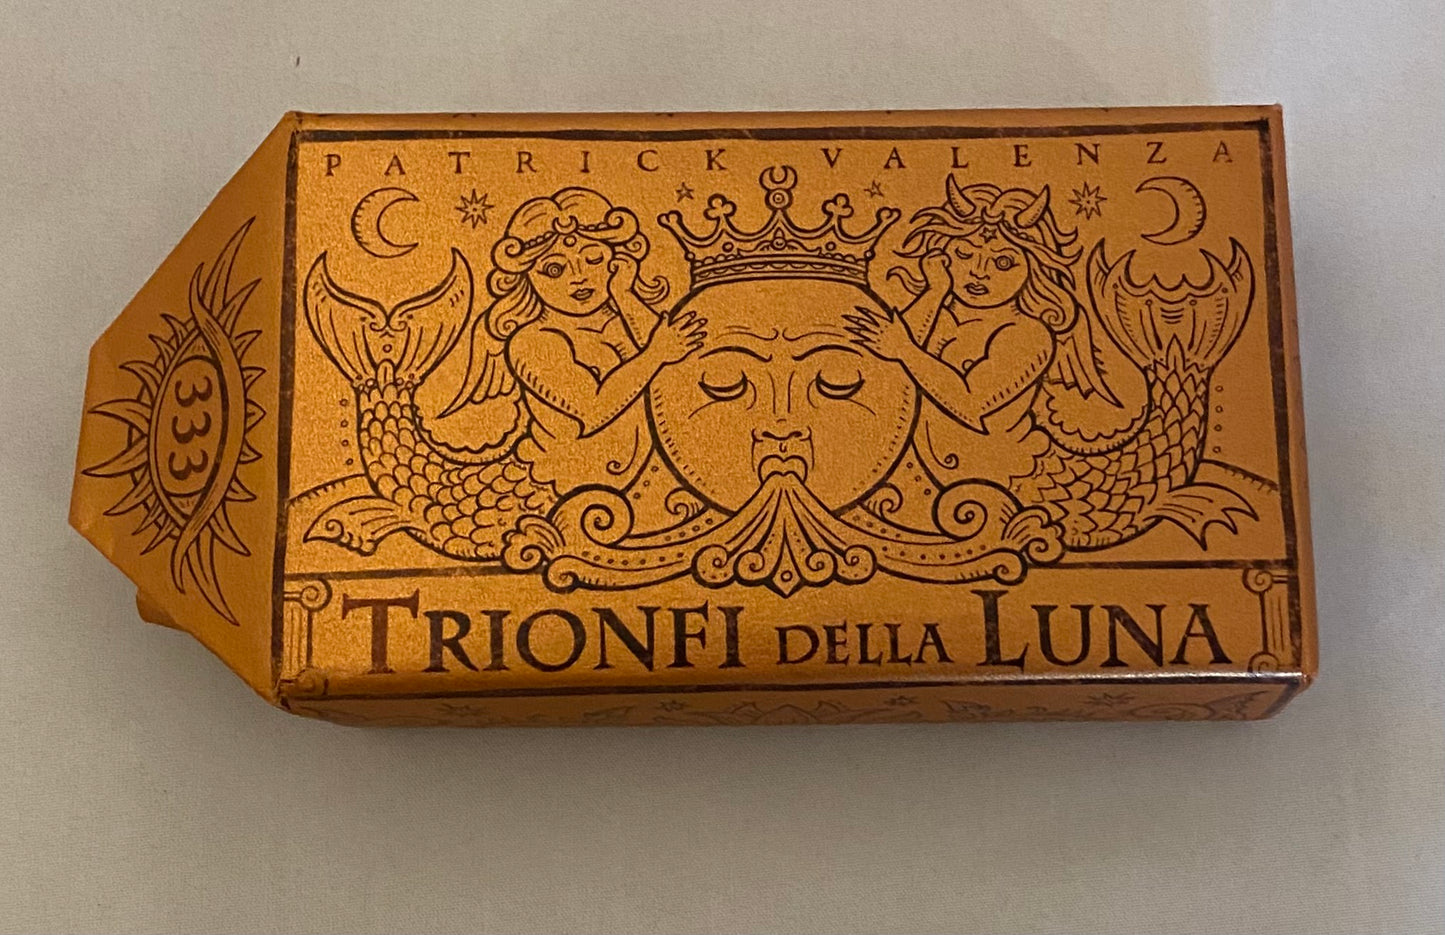 PATRICK VALENZA
333
TRIONFI DELLA LUNA